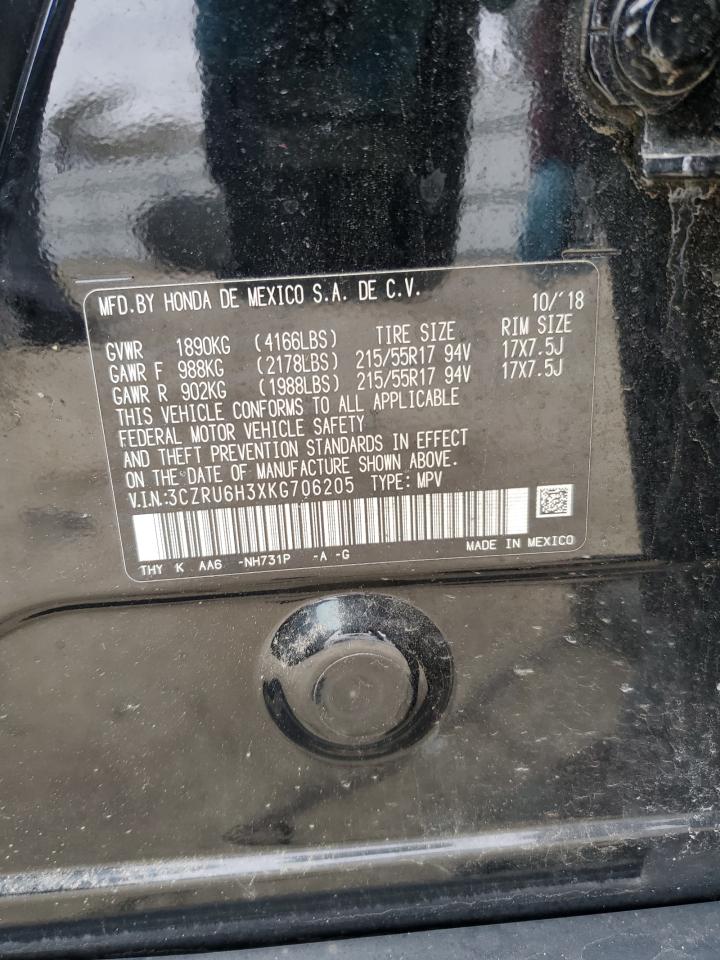 MFD.BY HONDA DE MEXICO S.A. DE C.V. 10/'18
GVWR 1890KG (4166LBS) TIRE SIZE RIM SIZE
GAWR F 988KG (2178LBS) 215/55R17 94V 17X7.5J
GAWR R 902KG (1988LBS) 215/55R17 94V 17X7.5J
THIS VEHICLE CONFORMS TO ALL APPLICABLE
FEDERAL MOTOR VEHICLE SAFETY
AND THEFT PREVENTION STANDARDS IN EFFECT
ON THE DATE OF MANUFACTURE SHOWN ABOVE.
V.I.N.:3CZRU6H3XKG706205 TYPE: MPV
THY K AA6 -NH731P -A -G MADE IN MEXICO